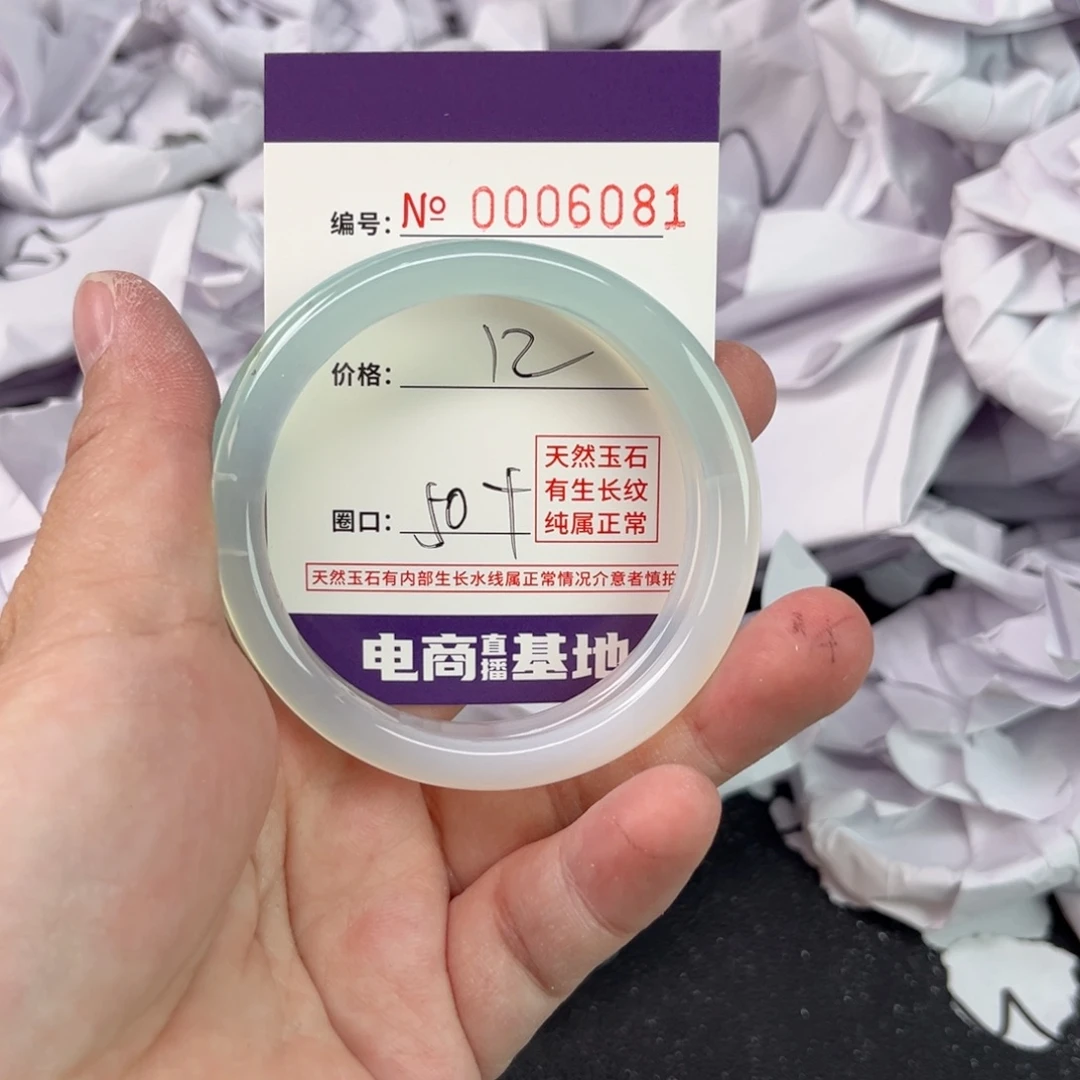 编号: № 0006081
价格: 12
圈口: 50
天然玉石
有生长纹
纯属正常
天然玉石有内部生长水线属正常情况介意者慎拍
电商直播基地